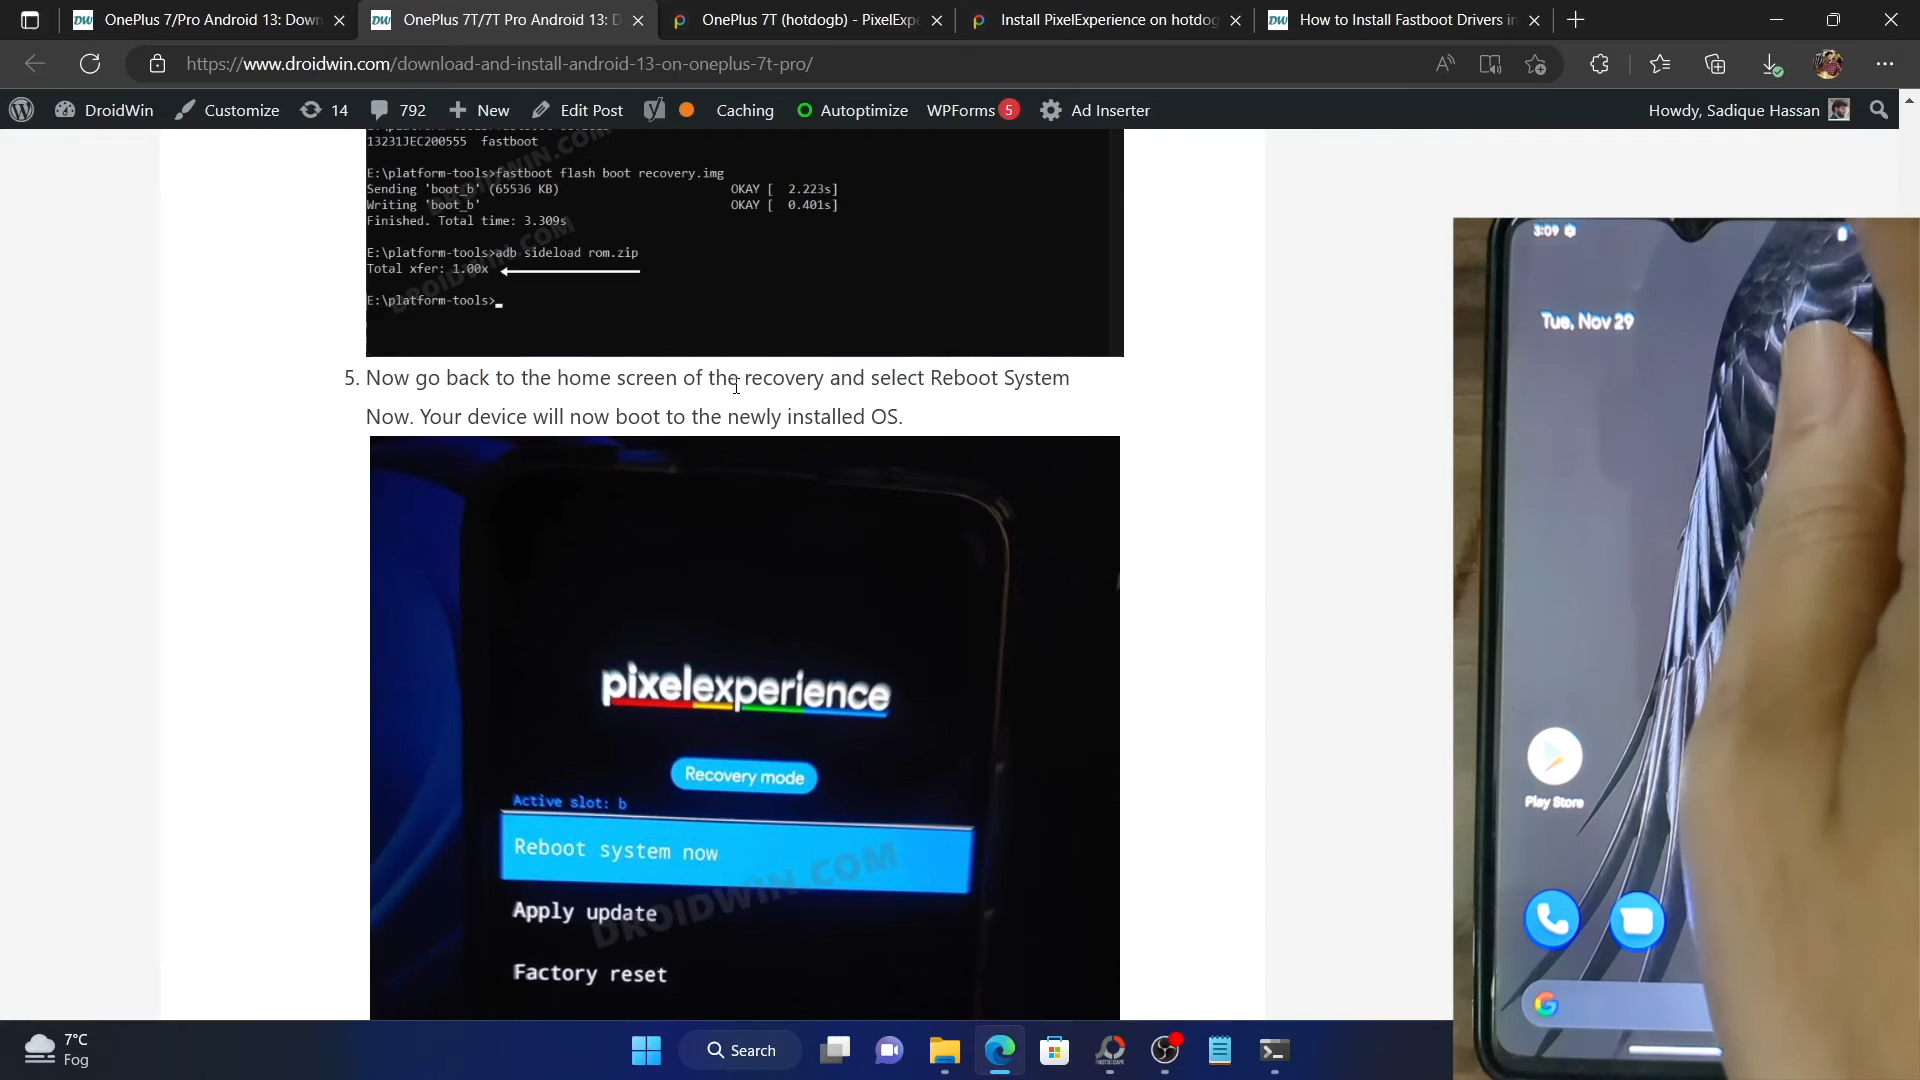 OnePlus 7/Pro Android 13: Down
OnePlus 7T/7T Pro Android 13: D
OnePlus 7T (hotdogb) - PixelExpe
Install PixelExperience on hotdog
How to Install Fastboot Drivers in
https://www.droidwin.com/download-and-install-android-13-on-oneplus-7t-pro/
DroidWin Customize 14 792 New Edit Post Caching Autoptimize WPForms 5 Ad Inserter Howdy, Sadique Hassan
13231JEC200555 fastboot
E:\platform-tools>fastboot flash boot recovery.img
Sending 'boot_b' (65536 KB) OKAY [ 2.223s]
Writing 'boot_b' OKAY [ 0.401s]
Finished. Total time: 3.309s
E:\platform-tools>adb sideload rom.zip
Total xfer: 1.00x
E:\platform-tools>
5. Now go back to the home screen of the recovery and select Reboot System
Now. Your device will now boot to the newly installed OS.
pixelexperience
Recovery mode
Active slot: b
Reboot system now
Apply update
Factory reset
DROIDWIN.COM
3:09
Tue, Nov 29
Play Store
7°C
Fog
Search